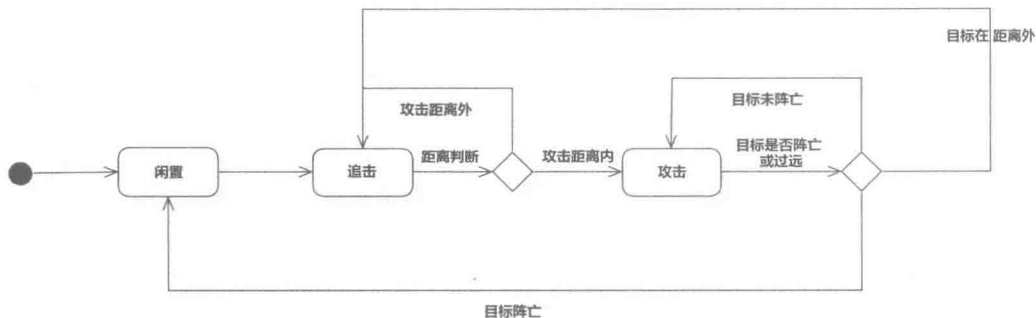 目标在 距离外
攻击距离外
目标未阵亡
闲置
追击
距离判断
攻击距离内
攻击
目标是否阵亡
或过远
目标阵亡